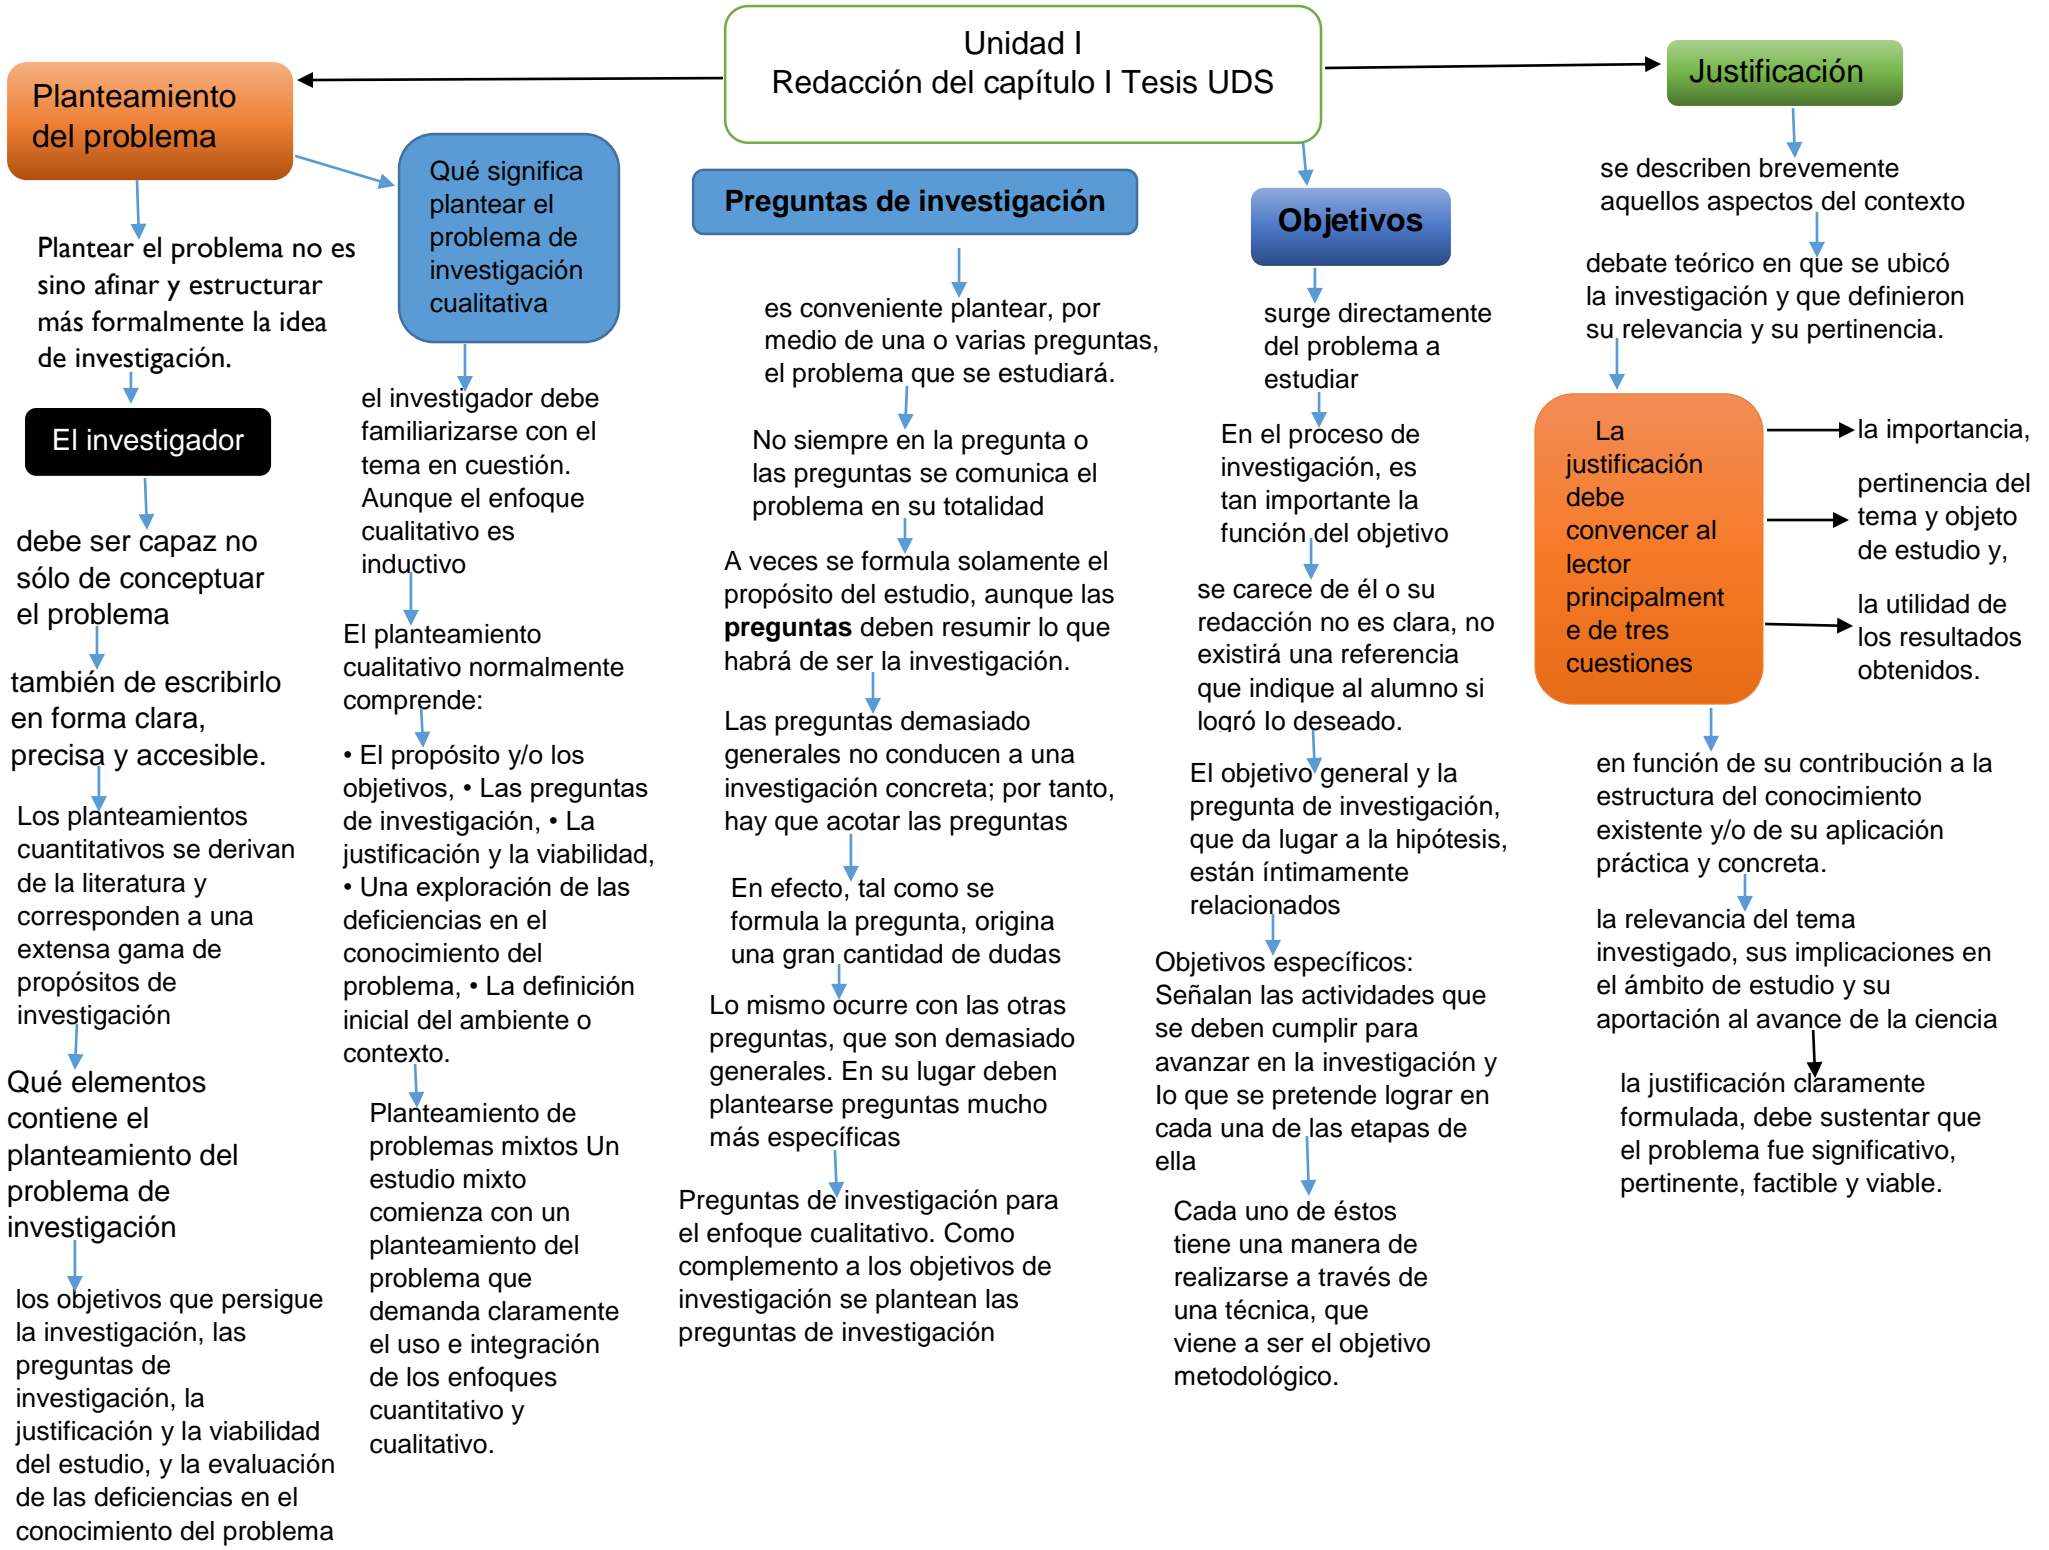 Unidad I
Redacción del capítulo I Tesis UDS
Planteamiento
del problema
Plantear el problema no es
sino afinar y estructurar
más formalmente la idea
de investigación.
El investigador
debe ser capaz no
sólo de conceptuar
el problema
también de escribirlo
en forma clara,
precisa y accesible.
Los planteamientos
cuantitativos se derivan
de la literatura y
corresponden a una
extensa gama de
propósitos de
investigación
Qué elementos
contiene el
planteamiento del
problema de
investigación
los objetivos que persigue
la investigación, las
preguntas de
investigación, la
justificación y la viabilidad
del estudio, y la evaluación
de las deficiencias en el
conocimiento del problema
Qué significa
plantear el
problema de
investigación
cualitativa
el investigador debe
familiarizarse con el
tema en cuestión.
Aunque el enfoque
cualitativo es
inductivo
El planteamiento
cualitativo normalmente
comprende:
• El propósito y/o los
objetivos, • Las preguntas
de investigación, • La
justificación y la viabilidad,
• Una exploración de las
deficiencias en el
conocimiento del
problema, • La definición
inicial del ambiente o
contexto.
Planteamiento de
problemas mixtos Un
estudio mixto
comienza con un
planteamiento del
problema que
demanda claramente
el uso e integración
de los enfoques
cuantitativo y
cualitativo.
Preguntas de investigación
es conveniente plantear, por
medio de una o varias preguntas,
el problema que se estudiará.
No siempre en la pregunta o
las preguntas se comunica el
problema en su totalidad
A veces se formula solamente el
propósito del estudio, aunque las
preguntas deben resumir lo que
habrá de ser la investigación.
Las preguntas demasiado
generales no conducen a una
investigación concreta; por tanto,
hay que acotar las preguntas
En efecto, tal como se
formula la pregunta, origina
una gran cantidad de dudas
Lo mismo ocurre con las otras
preguntas, que son demasiado
generales. En su lugar deben
plantearse preguntas mucho
más específicas
Preguntas de investigación para
el enfoque cualitativo. Como
complemento a los objetivos de
investigación se plantean las
preguntas de investigación
Objetivos
surge directamente
del problema a
estudiar
En el proceso de
investigación, es
tan importante la
función del objetivo
se carece de él o su
redacción no es clara, no
existirá una referencia
que indique al alumno si
logró lo deseado.
El objetivo general y la
pregunta de investigación,
que da lugar a la hipótesis,
están íntimamente
relacionados
Objetivos específicos:
Señalan las actividades que
se deben cumplir para
avanzar en la investigación y
lo que se pretende lograr en
cada una de las etapas de
ella
Cada uno de éstos
tiene una manera de
realizarse a través de
una técnica, que
viene a ser el objetivo
metodológico.
Justificación
se describen brevemente
aquellos aspectos del contexto
debate teórico en que se ubicó
la investigación y que definieron
su relevancia y su pertinencia.
La
justificación
debe
convencer al
lector
principalment
e de tres
cuestiones
la importancia,
pertinencia del
tema y objeto
de estudio y,
la utilidad de
los resultados
obtenidos.
en función de su contribución a la
estructura del conocimiento
existente y/o de su aplicación
práctica y concreta.
la relevancia del tema
investigado, sus implicaciones en
el ámbito de estudio y su
aportación al avance de la ciencia
la justificación claramente
formulada, debe sustentar que
el problema fue significativo,
pertinente, factible y viable.